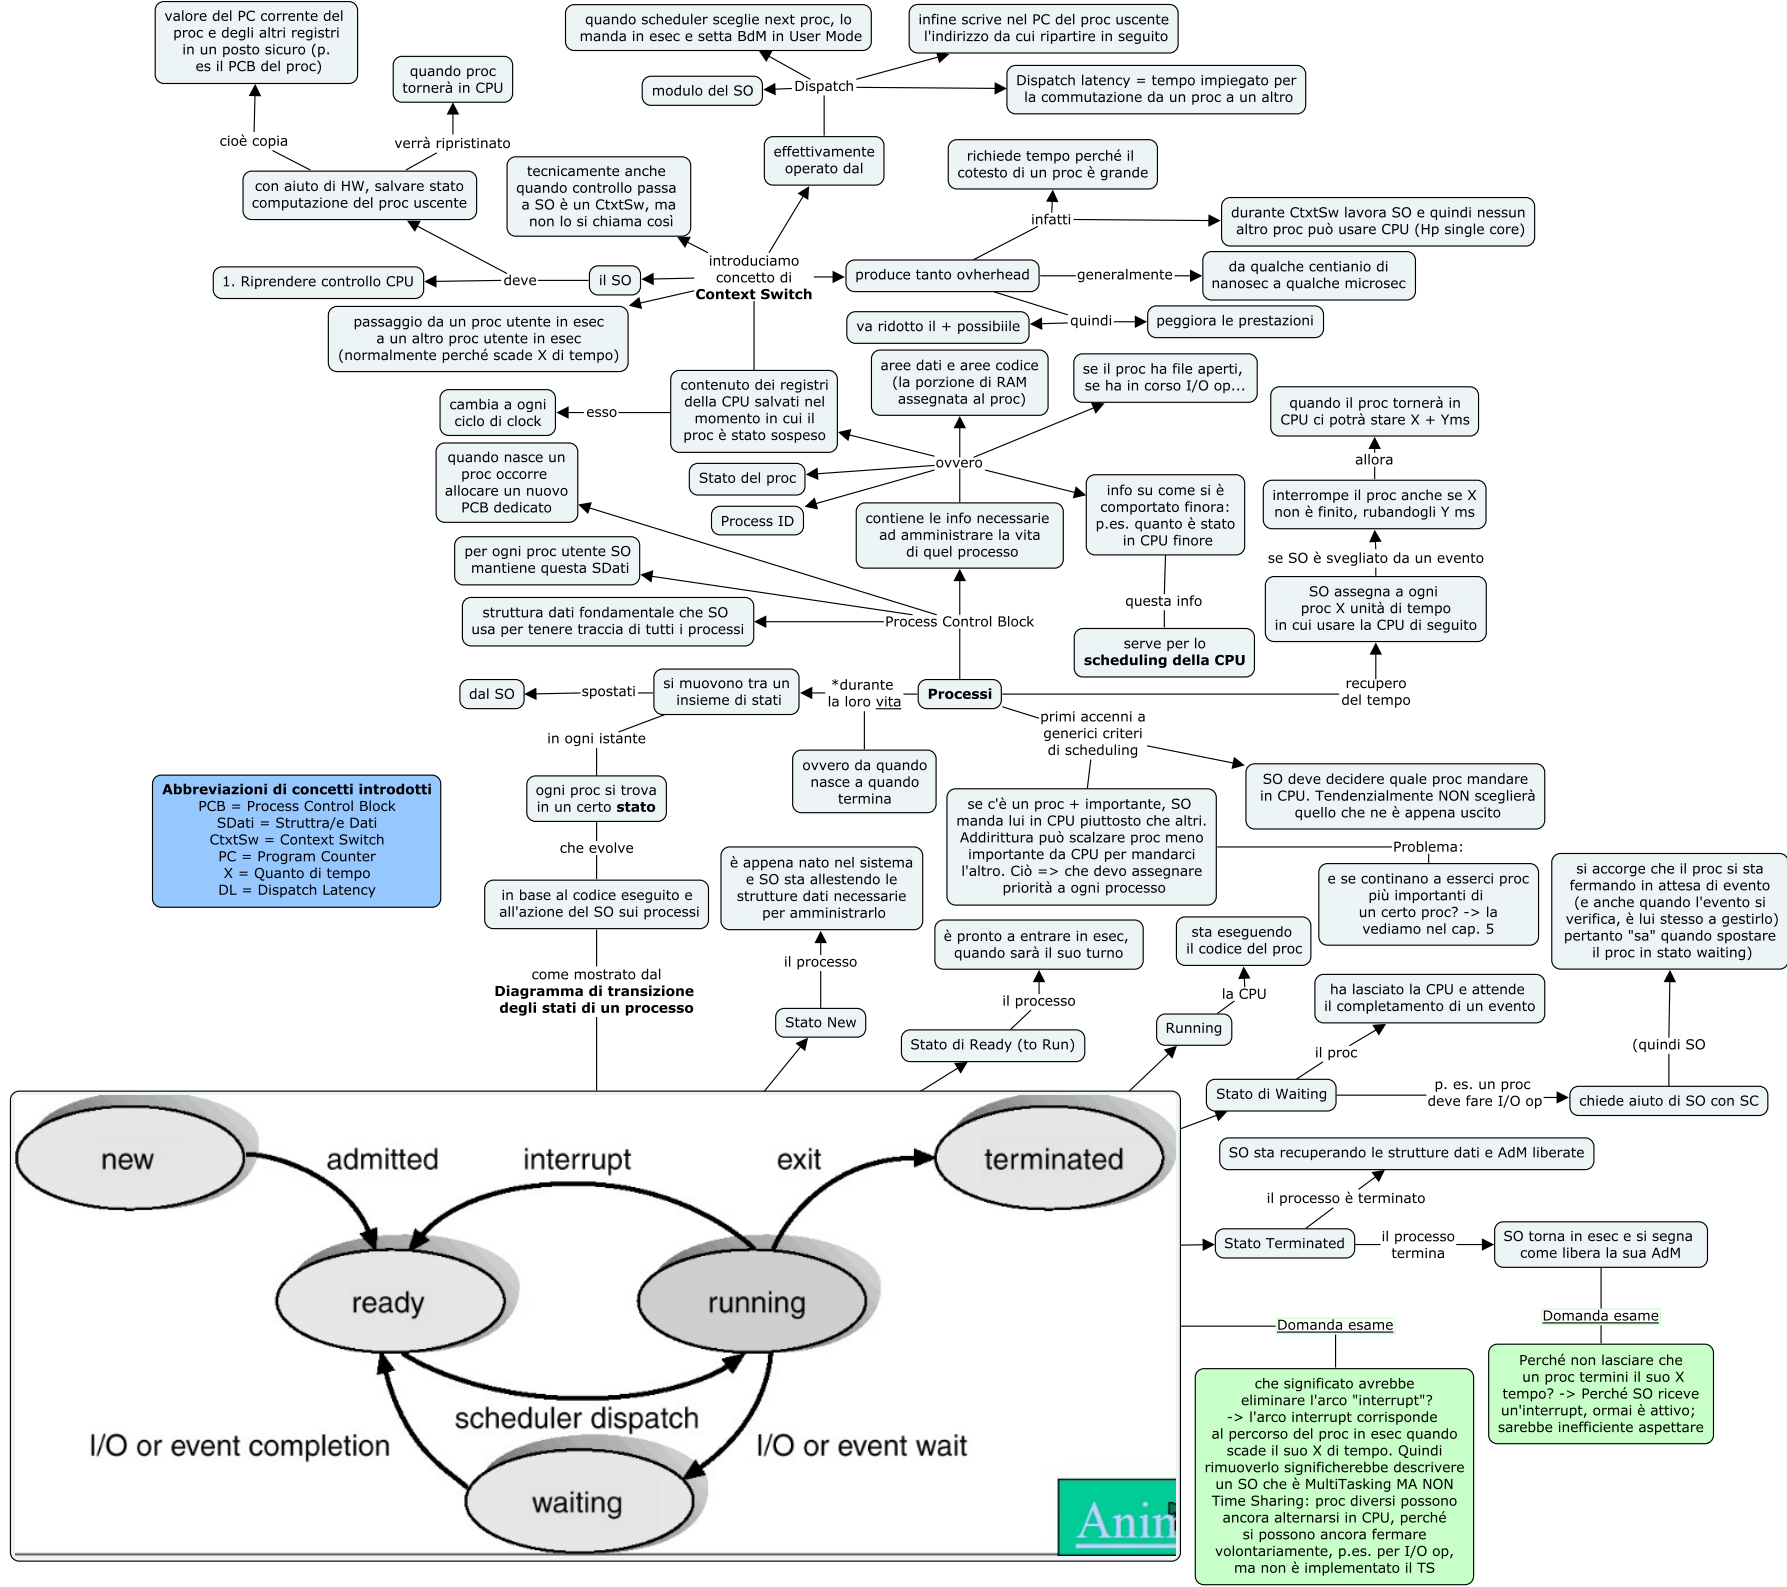 valore del PC corrente del
proc e degli altri registri
in un posto sicuro (p.
es il PCB del proc)
quando proc
tornerà in CPU
cioè copia
verrà ripristinato
con aiuto di HW, salvare stato
computazione del proc uscente
quando scheduler sceglie next proc, lo
manda in esec e setta BdM in User Mode
infine scrive nel PC del proc uscente
l'indirizzo da cui ripartire in seguito
modulo del SO
Dispatch
Dispatch latency = tempo impiegato per
la commutazione da un proc a un altro
effettivamente
operato dal
tecnicamente anche
quando controllo passa
a SO è un CtxtSw, ma
non lo si chiama così
richiede tempo perché il
cotesto di un proc è grande
infatti
durante CtxtSw lavora SO e quindi nessun
altro proc può usare CPU (Hp single core)
1. Riprendere controllo CPU
deve
il SO
introduciamo
concetto di
Context Switch
produce tanto ovherhead
generalmente
da qualche centianio di
nanosec a qualche microsec
passaggio da un proc utente in esec
a un altro proc utente in esec
(normalmente perché scade X di tempo)
va ridotto il + possibiile
quindi
peggiora le prestazioni
cambia a ogni
ciclo di clock
esso
contenuto dei registri
della CPU salvati nel
momento in cui il
proc è stato sospeso
aree dati e aree codice
(la porzione di RAM
assegnata al proc)
se il proc ha file aperti,
se ha in corso I/O op...
quando il proc tornerà in
CPU ci potrà stare X + Yms
allora
quando nasce un
proc occorre
allocare un nuovo
PCB dedicato
Stato del proc
ovvero
Process ID
contiene le info necessarie
ad amministrare la vita
di quel processo
info su come si è
comportato finora:
p.es. quanto è stato
in CPU finore
interrompe il proc anche se X
non è finito, rubandogli Y ms
se SO è svegliato da un evento
per ogni proc utente SO
mantiene questa SData
struttura dati fondamentale che SO
usa per tenere traccia di tutti i processi
Process Control Block
questa info
serve per lo
scheduling della CPU
SO assegna a ogni
proc X unità di tempo
in cui usare la CPU di seguito
dal SO
spostati
si muovono tra un
insieme di stati
*durante
la loro vita
Processi
recupero
del tempo
in ogni istante
ovvero da quando
nasce a quando
termina
primi accenni a
generici criteri
di scheduling
SO deve decidere quale proc mandare
in CPU. Tendenzialmente NON sceglierà
quello che ne è appena uscito
Abbreviazioni di concetti introdotti
PCB = Process Control Block
SDati = Struttra/e Dati
CtxtSw = Context Switch
PC = Program Counter
X = Quanto di tempo
DL = Dispatch Latency
ogni proc si trova
in un certo stato
che evolve
in base al codice eseguito e
all'azione del SO sui processi
come mostrato dal
Diagramma di transizione
degli stati di un processo
se c'è un proc + importante, SO
manda lui in CPU piuttosto che altri.
Addirittura può scalzare proc meno
importante da CPU per mandarci
l'altro. Ciò => che devo assegnare
priorità a ogni processo
Problema:
e se continano a esserci proc
più importanti di
un certo proc? -> la
vediamo nel cap. 5
è appena nato nel sistema
e SO sta allestendo le
strutture dati necessarie
per amministrarlo
il processo
Stato New
è pronto a entrare in esec,
quando sarà il suo turno
il processo
Stato di Ready (to Run)
sta eseguendo
il codice del proc
la CPU
Running
si accorge che il proc si sta
fermando in attesa di evento
(e anche quando l'evento si
verifica, è lui stesso a gestirlo)
pertanto "sa" quando spostare
il proc in stato waiting)
ha lasciato la CPU e attende
il completamento di un evento
il proc
(quindi SO
Stato di Waiting
p. es. un proc
deve fare I/O op
chiede aiuto di SO con SC
SO sta recuperando le strutture dati e AdM liberate
il processo è terminato
Stato Terminated
il processo
termina
SO torna in esec e si segna
come libera la sua AdM
Domanda esame
Perché non lasciare che
un proc termini il suo X
tempo? -> Perché SO riceve
un'interrupt, ormai è attivo;
sarebbe inefficiente aspettare
Domanda esame
che significato avrebbe
eliminare l'arco "interrupt"?
-> l'arco interrupt corrisponde
al percorso del proc in esec quando
scade il suo X di tempo. Quindi
rimuoverlo significherebbe descrivere
un SO che è MultiTasking MA NON
Time Sharing: proc diversi possono
ancora alternarsi in CPU, perché
si possono ancora fermare
volontariamente, p.es. per I/O op,
ma non è implementato il TS
new
admitted
interrupt
exit
terminated
ready
running
scheduler dispatch
I/O or event completion
I/O or event wait
waiting
Anim